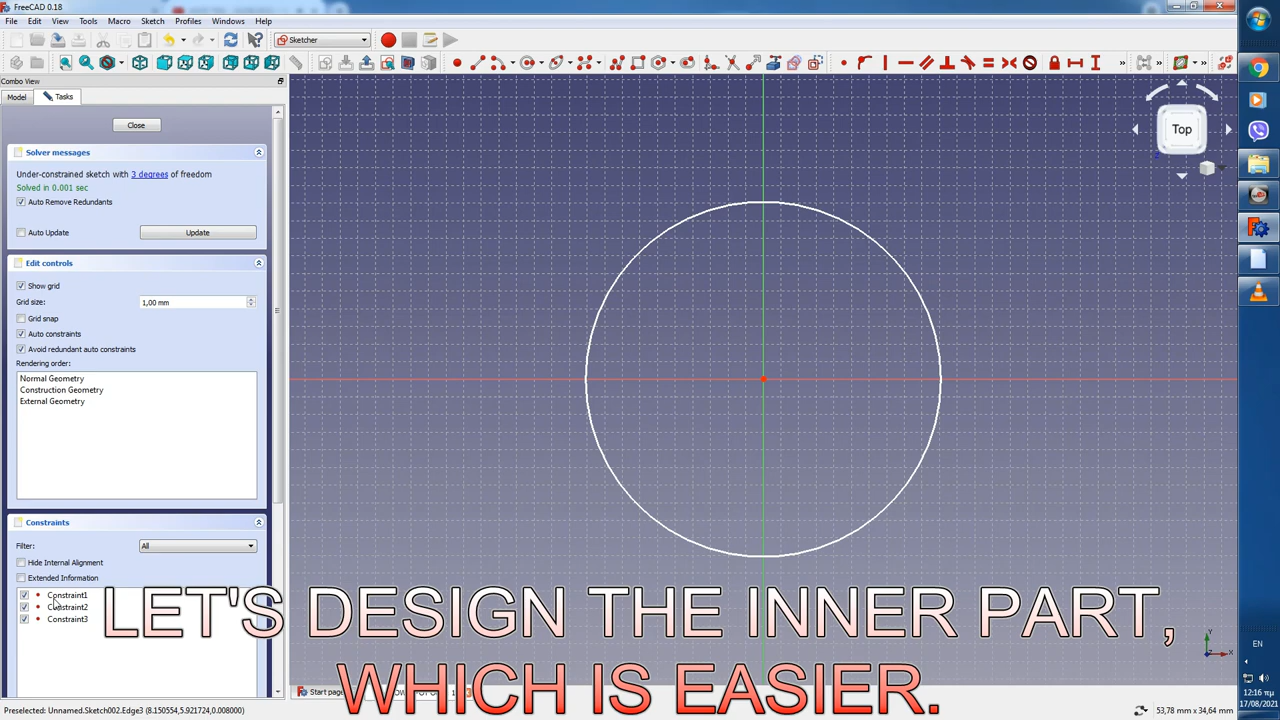 FreeCAD 0.18
File Edit View Tools Macro Sketch Profiles Windows Help
Sketcher
Combo View
Model Tasks
Close
Solver messages
Under-constrained sketch with 3 degrees of freedom
Solved in 0.001 sec
Auto Remove Redundants
Auto Update Update
Edit controls
Show grid
Grid size: 1,00 mm
Grid snap
Auto constraints
Avoid redundant auto constraints
Rendering order:
Normal Geometry
Construction Geometry
External Geometry
Constraints
Filter: All
Hide Internal Alignment
Extended Information
Constraint1
Constraint2
Constraint3
Top
Z
Y
X
LET'S DESIGN THE INNER PART,
WHICH IS EASIER.
Start page
Preselected: Unnamed.Sketch002.Edge3 (8.150554,5.921724,0.008000)
53,78 mm x 34,64 mm
EN
12:16 πμ
17/08/2021